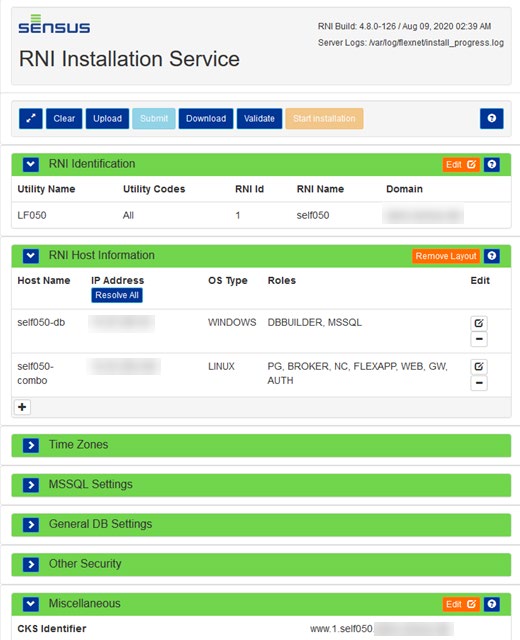 SENSUS
RNI Build: 4.8.0-126 / Aug 09, 2020 02:39 AM
Server Logs: /var/log/flexnet/install_progress.log
RNI Installation Service
Clear Upload Submit Download Validate Start Installation
RNI Identification Edit
Utility Name Utility Codes RNI Id RNI Name Domain
LF050 All 1 self050
RNI Host Information Remove Layout
Host Name IP Address OS Type Roles Edit
Resolve All
self050-db WINDOWS DBBUILDER, MSSQL
self050- LINUX PG, BROKER, NC, FLEXAPP, WEB, GW,
combo AUTH
Time Zones
MSSQL Settings
General DB Settings
Other Security
Miscellaneous Edit
CKS Identifier www.1.self050